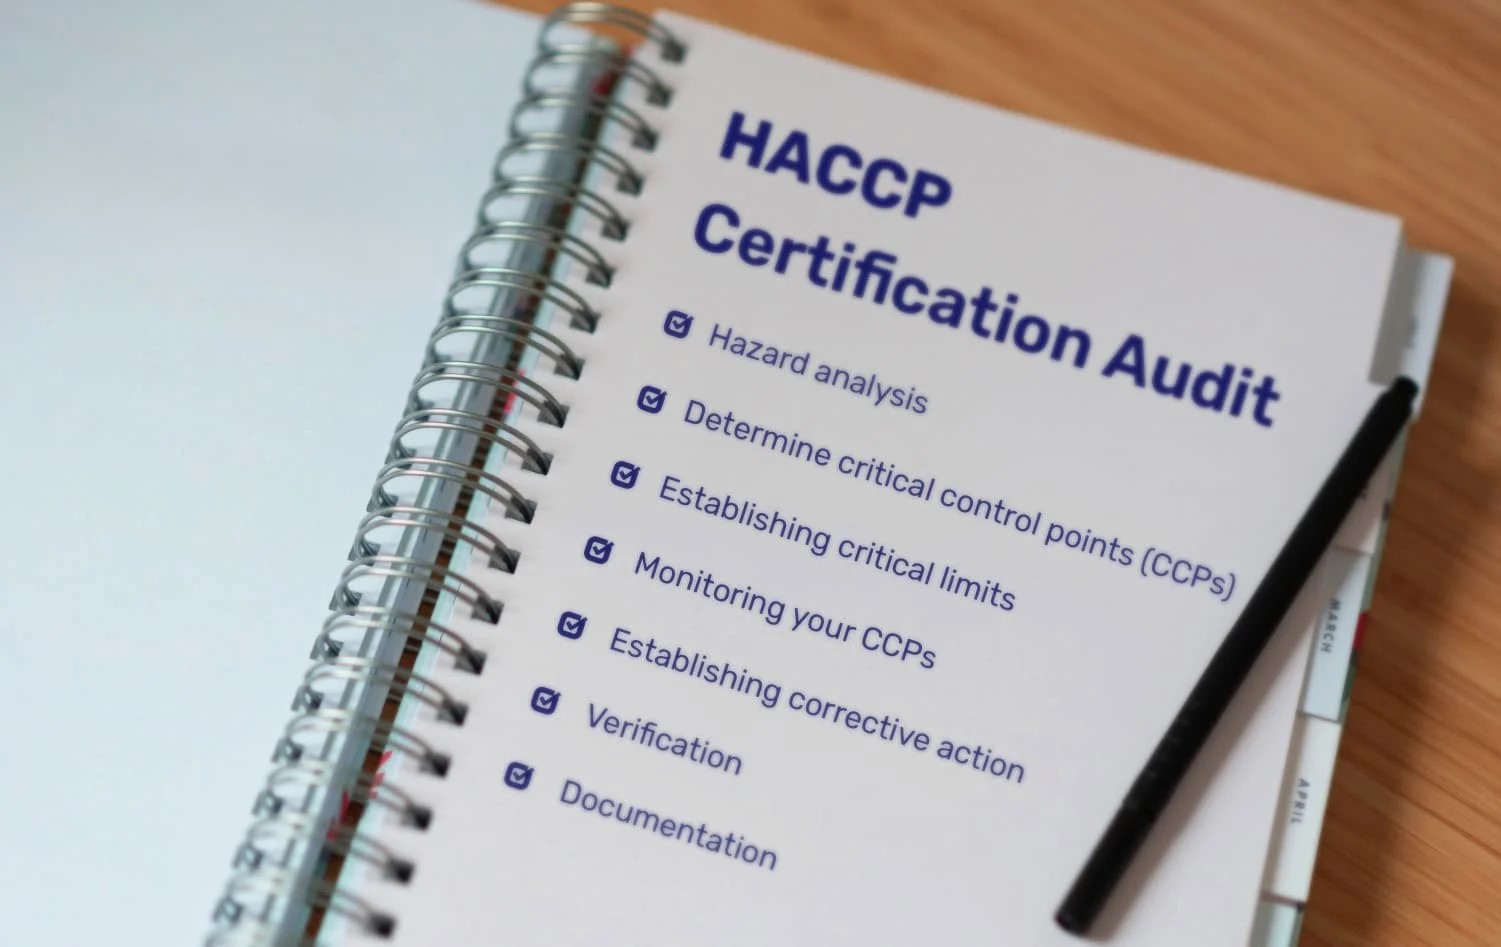 HACCP
Certification Audit
Hazard analysis
Determine critical control points (CCPs)
Establishing critical limits
Monitoring your CCPs
Establishing corrective action
Verification
Documentation
MARCH
APRIL